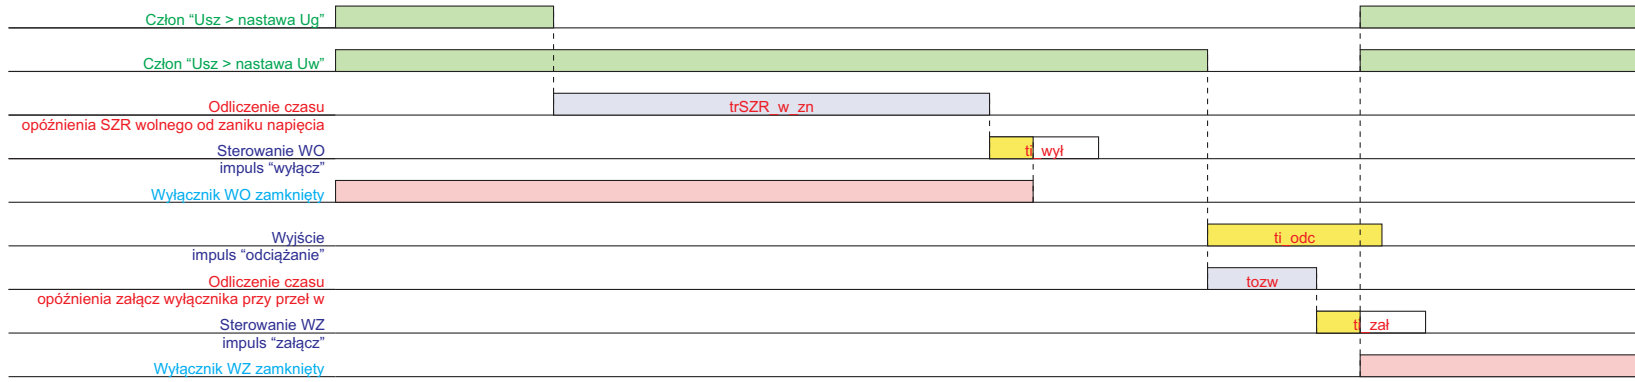 Człon “Usz > nastawa Ug”
Człon “Usz > nastawa Uw”
Odliczenie czasu
opóźnienia SZR wolnego od zaniku napięcia
trSZR_w_zn
Sterowanie WO
impuls “wyłącz”
ti_wył
Wyłącznik WO zamknięty
Wyjście
impuls “odciążanie”
ti_odc
Odliczenie czasu
opóźnienia załącz wyłącznika przy przeł w
tozw
Sterowanie WZ
impuls “załącz”
ti_zał
Wyłącznik WZ zamknięty